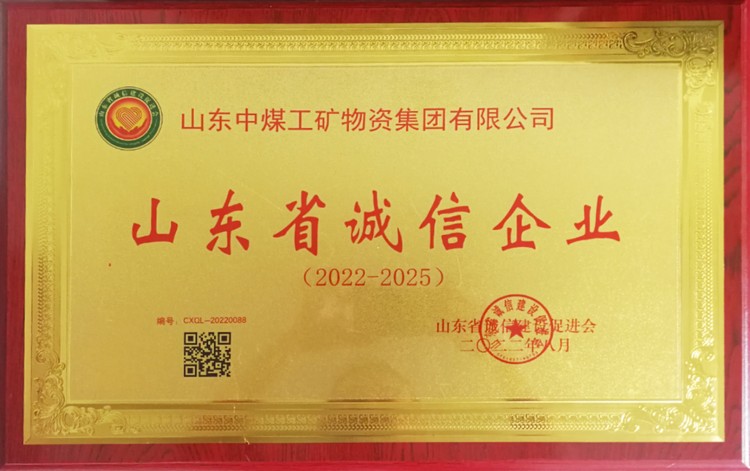 山东中煤工矿物资集团有限公司
山东省诚信企业
（2022-2025）
编号：CXQL-20220088
山东省诚信建设促进会
二〇二二年八月